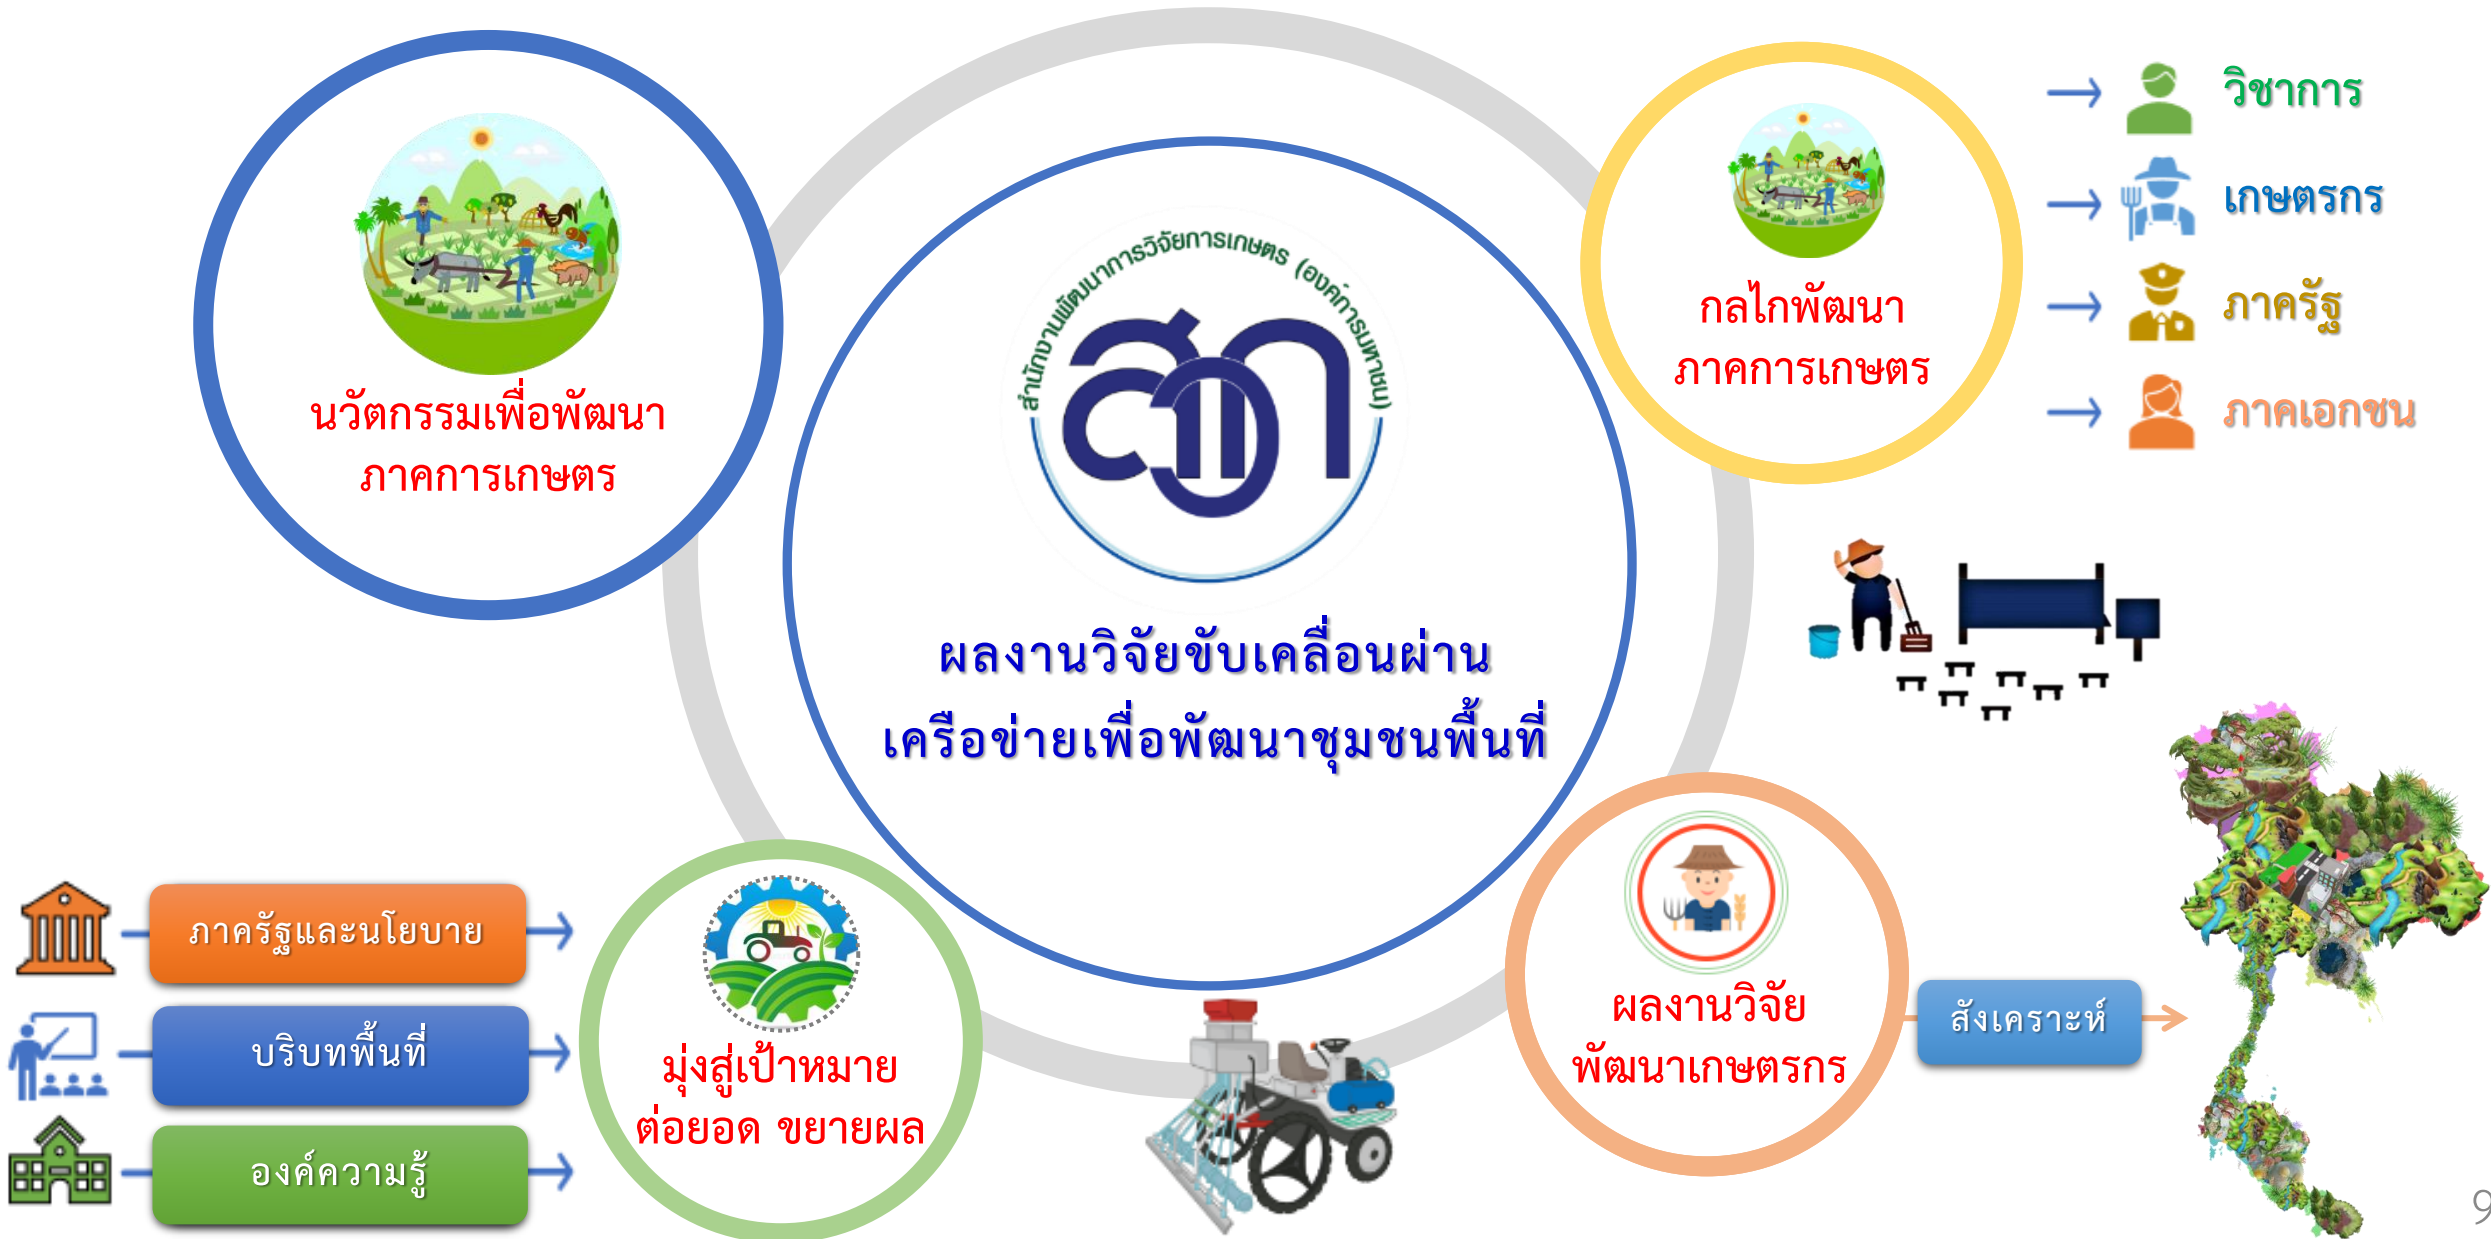 นวัตกรรมเพื่อพัฒนา
ภาคการเกษตร
สำนักงานพัฒนาการวิจัยการเกษตร (องค์การมหาชน)
สวก
ผลงานวิจัยขับเคลื่อนผ่าน
เครือข่ายเพื่อพัฒนาชุมชนพื้นที่
กลไกพัฒนา
ภาคการเกษตร
วิชาการ
เกษตรกร
ภาครัฐ
ภาคเอกชน
ภาครัฐและนโยบาย
บริบทพื้นที่
องค์ความรู้
มุ่งสู่เป้าหมาย
ต่อยอด ขยายผล
ผลงานวิจัย
พัฒนาเกษตรกร
สังเคราะห์
9